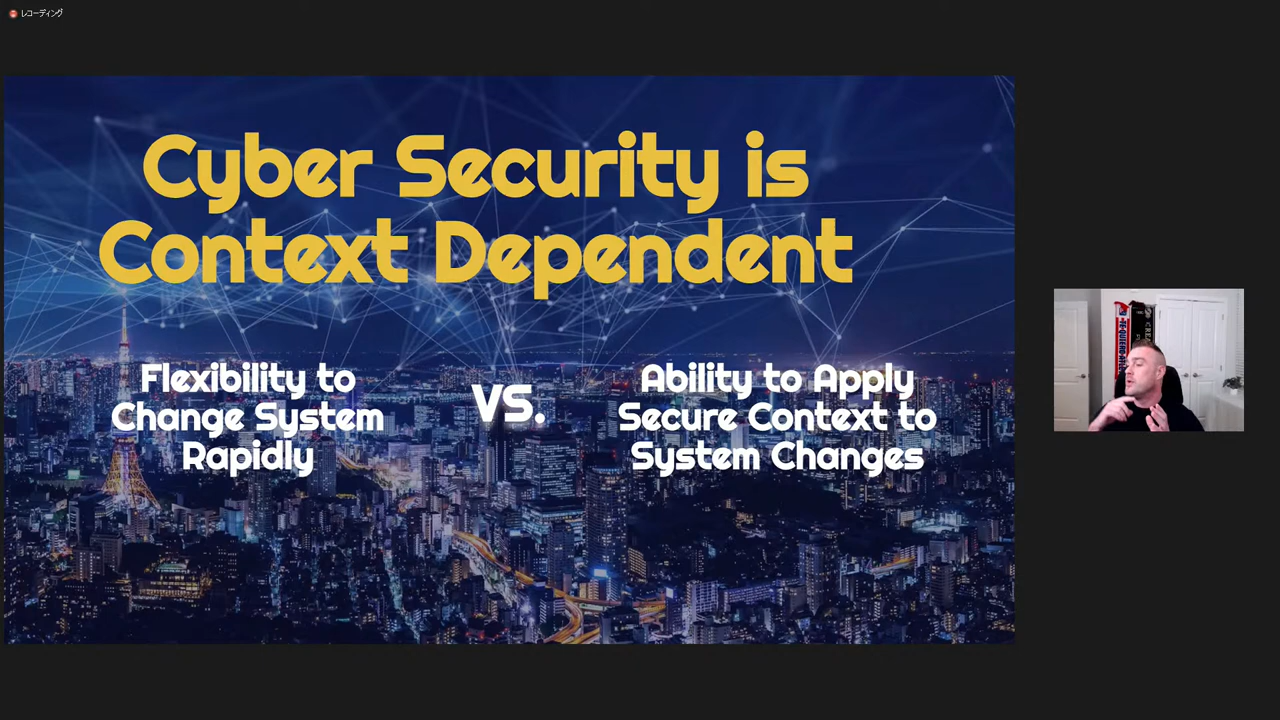 レコーディング
Cyber Security is
Context Dependent
Flexibility to
Change System
Rapidly
VS.
Ability to Apply
Secure Context to
System Changes